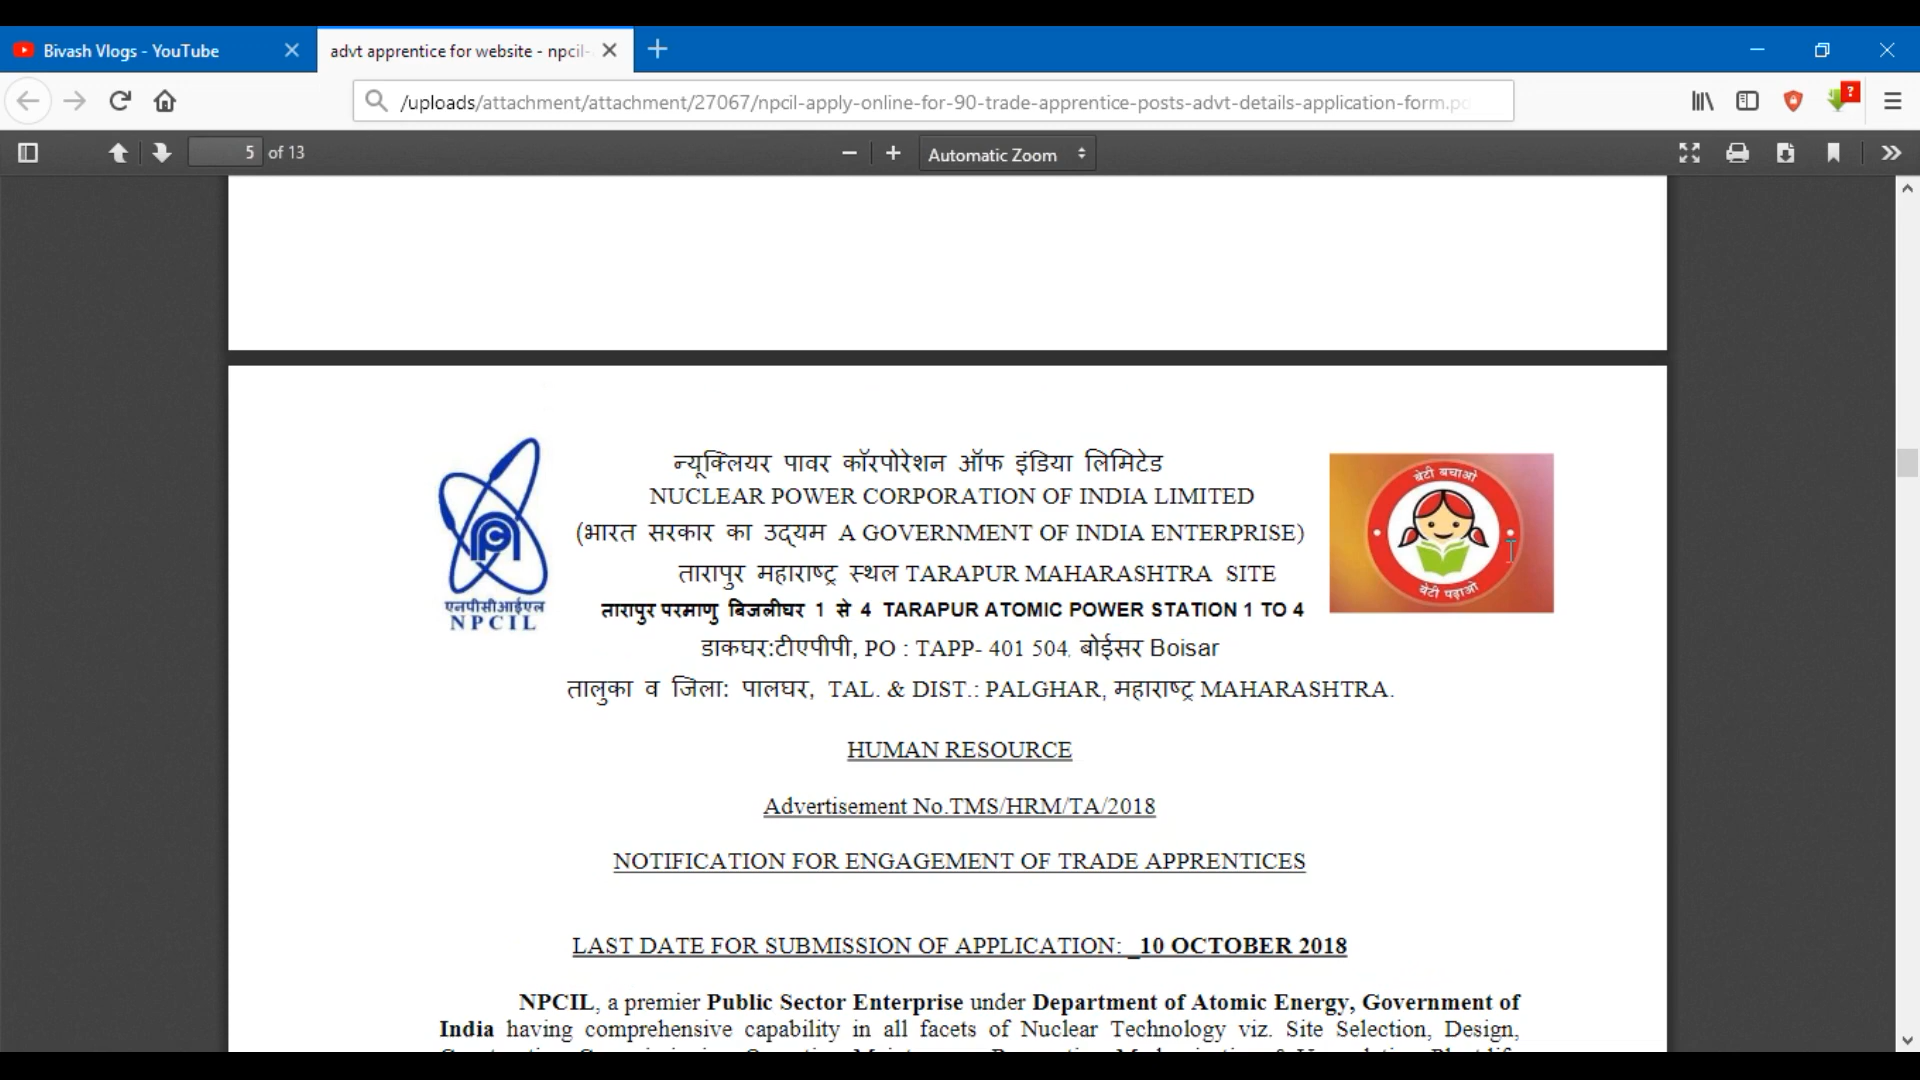 Bivash Vlogs - YouTube
advt apprentice for website - npcil-
/uploads/attachment/attachment/27067/npcil-apply-online-for-90-trade-apprentice-posts-advt-details-application-form.pd
?
5 of 13
Automatic Zoom
न्यूक्लियर पावर कॉरपोरेशन ऑफ इंडिया लिमिटेड
NUCLEAR POWER CORPORATION OF INDIA LIMITED
(भारत सरकार का उद्यम A GOVERNMENT OF INDIA ENTERPRISE)
तारापुर महाराष्ट्र स्थल TARAPUR MAHARASHTRA SITE
तारापुर परमाणु बिजलीघर 1 से 4 TARAPUR ATOMIC POWER STATION 1 TO 4
डाकघर:टीएपीपी, PO : TAPP- 401 504, बोईसर Boisar
तालुका व जिला: पालघर, TAL. & DIST.: PALGHAR, महाराष्ट्र MAHARASHTRA.
एनपीसीआईएल
NPCIL
बेटी बचाओ
बेटी पढ़ाओ
HUMAN RESOURCE
Advertisement No.TMS/HRM/TA/2018
NOTIFICATION FOR ENGAGEMENT OF TRADE APPRENTICES
LAST DATE FOR SUBMISSION OF APPLICATION: _10 OCTOBER 2018
NPCIL, a premier Public Sector Enterprise under Department of Atomic Energy, Government of
India having comprehensive capability in all facets of Nuclear Technology viz. Site Selection, Design,